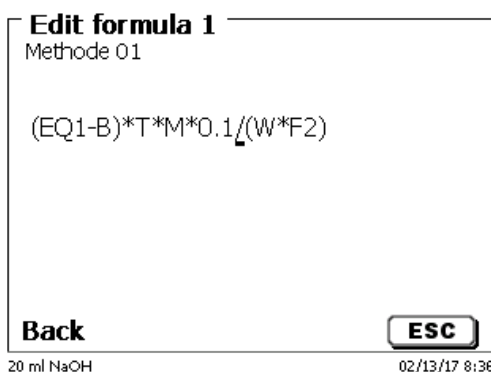 Edit formula 1
Methode 01
(EQ1-B)*T*M*0.1/(W*F2)
Back
ESC
20 ml NaOH
02/13/17 8:36